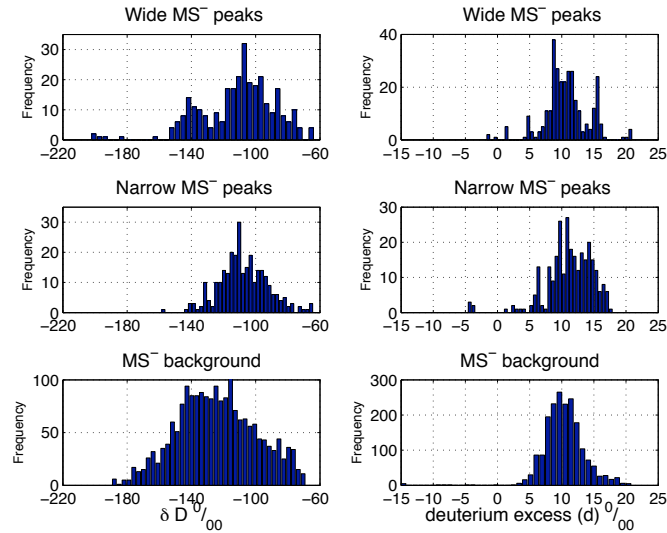 Wide MS⁻ peaks
Frequency
30
20
10
0
−220 −180 −140 −100 −60
Wide MS⁻ peaks
Frequency
40
20
0
−15 −10 −5 0 5 10 15 20 25
Narrow MS⁻ peaks
Frequency
30
20
10
0
−220 −180 −140 −100 −60
Narrow MS⁻ peaks
Frequency
30
20
10
0
−15 −10 −5 0 5 10 15 20 25
MS⁻ background
Frequency
100
50
0
−220 −180 −140 −100 −60
δ D ⁰/₀₀
MS⁻ background
Frequency
300
200
100
0
−15 −10 −5 0 5 10 15 20 25
deuterium excess (d) ⁰/₀₀